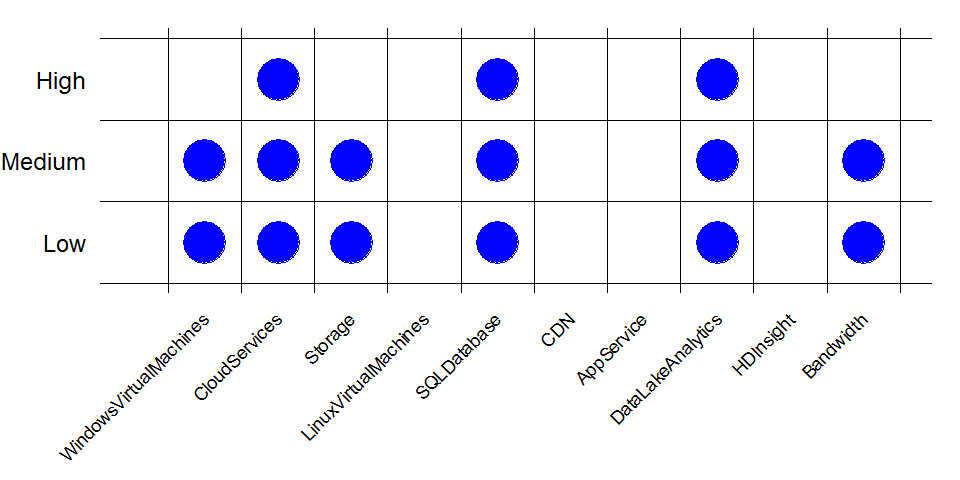 High
Medium
Low
WindowsVirtualMachines
CloudServices
Storage
LinuxVirtualMachines
SQLDatabase
CDN
AppService
DataLakeAnalytics
HDInsight
Bandwidth